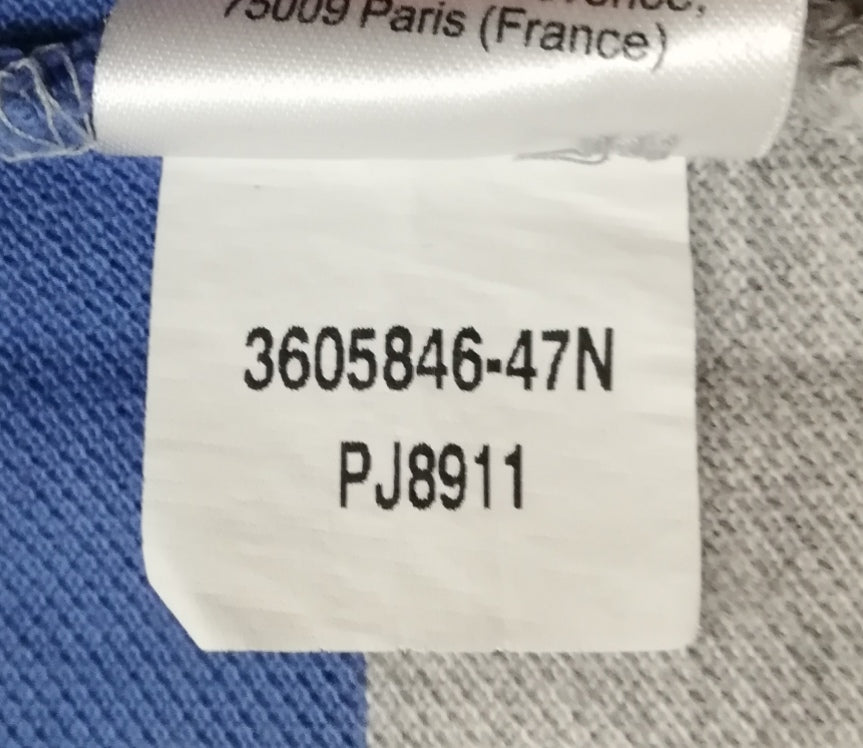 75009 Paris (France)
3605846-47N
PJ8911